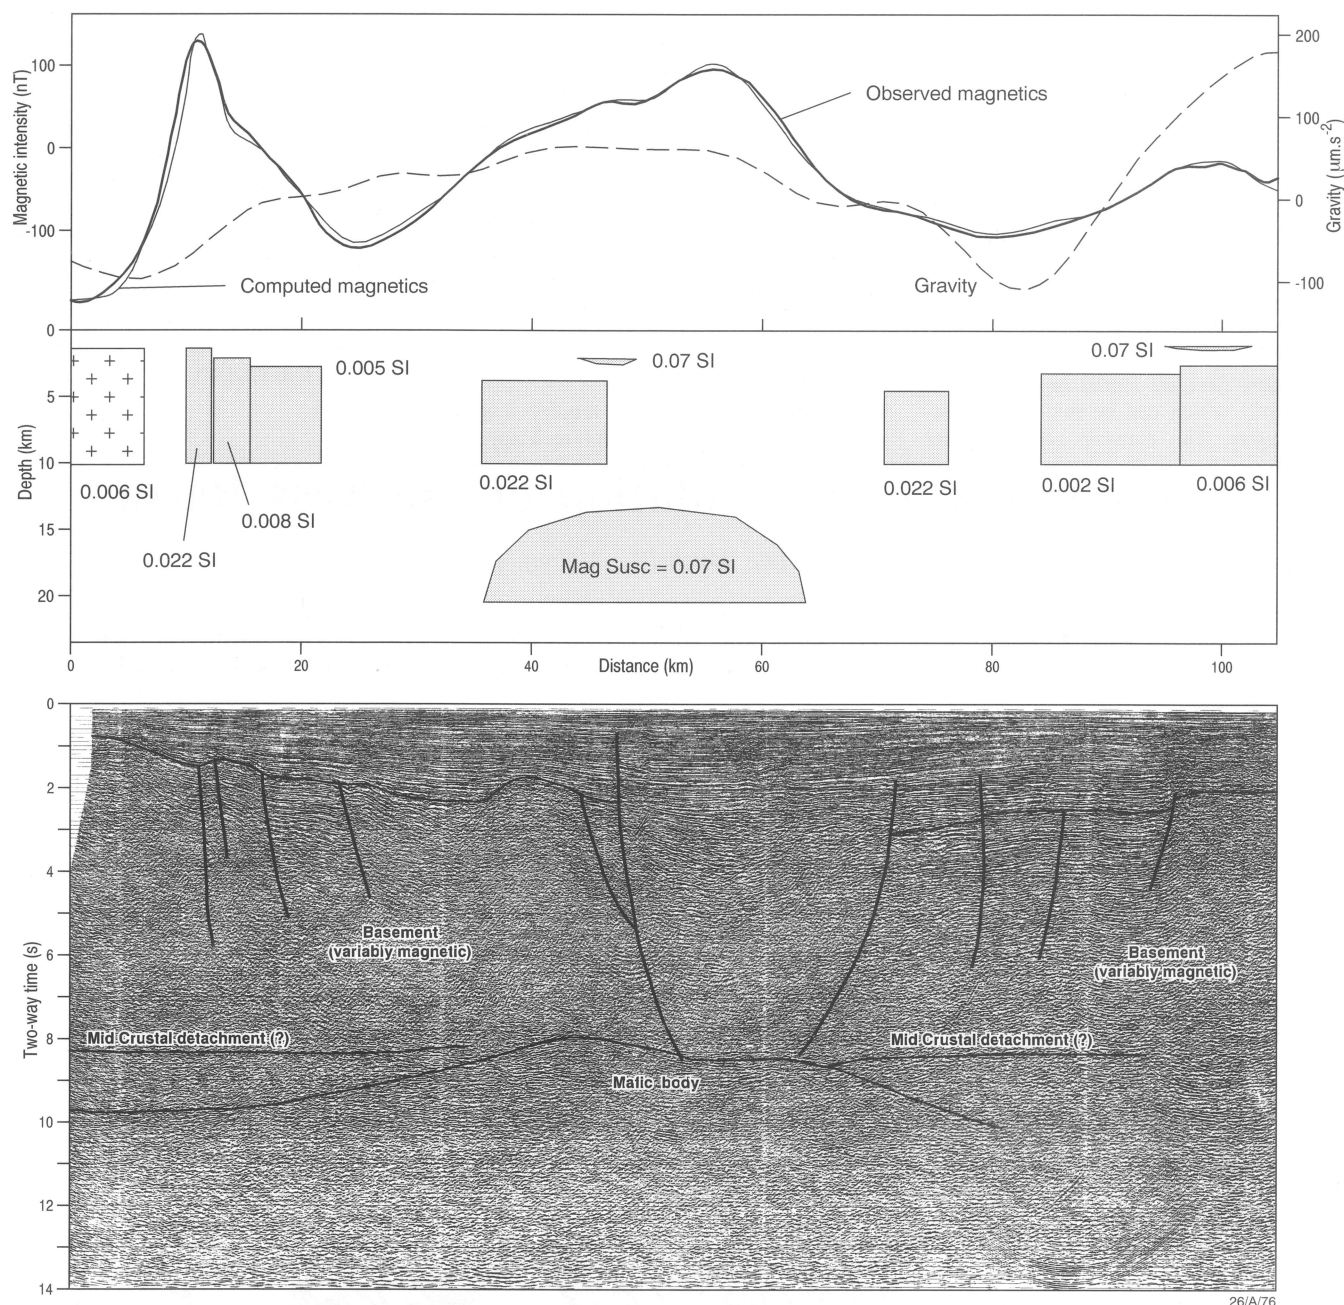 Magnetic intensity (nT)
100
0
-100
200
100
0
-100
Gravity (µm.s-2)
Observed magnetics
Computed magnetics
Gravity
Depth (km)
0
5
10
15
20
0.005 SI
0.07 SI
0.07 SI
0.006 SI
0.022 SI
0.022 SI
0.002 SI
0.006 SI
0.008 SI
0.022 SI
Mag Susc = 0.07 SI
0
20
40
Distance (km)
60
80
100
Two-way time (s)
0
2
4
6
8
10
12
14
Basement
(variably magnetic)
Basement
(variably magnetic)
Mid Crustal detachment (?)
Mid Crustal detachment (?)
Mafic body
26/A/76